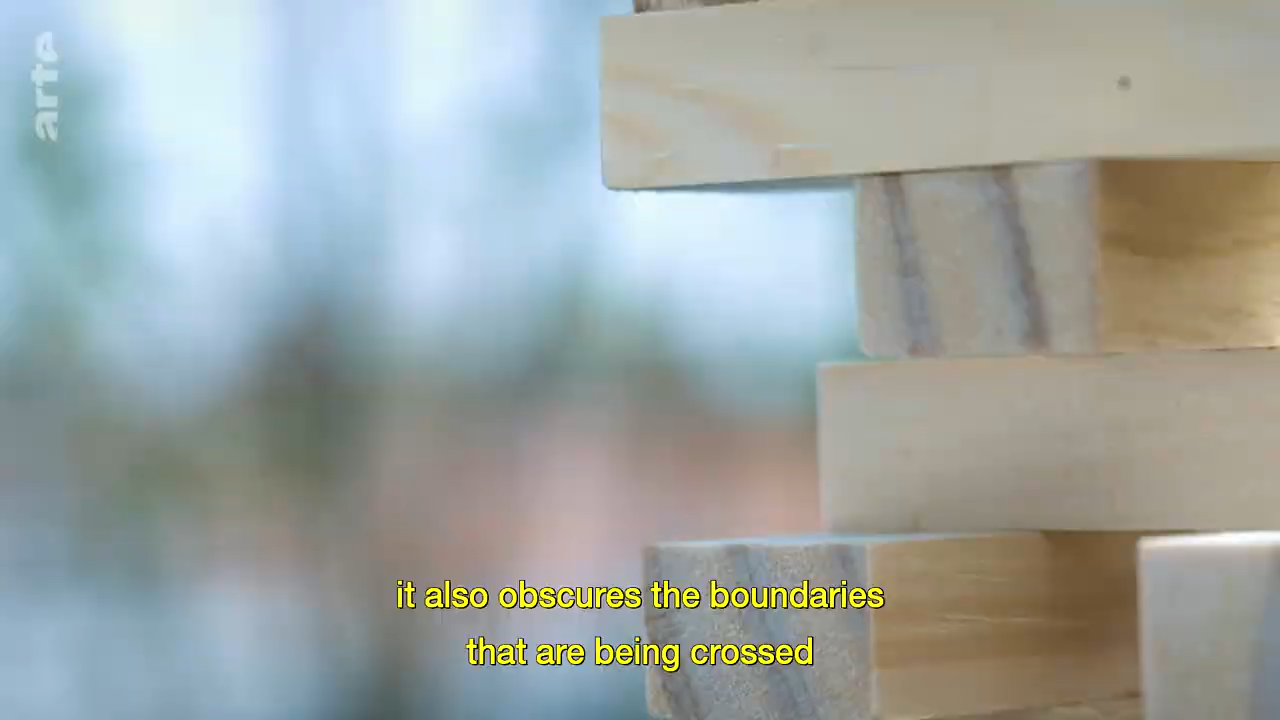 arte
it also obscures the boundaries
that are being crossed